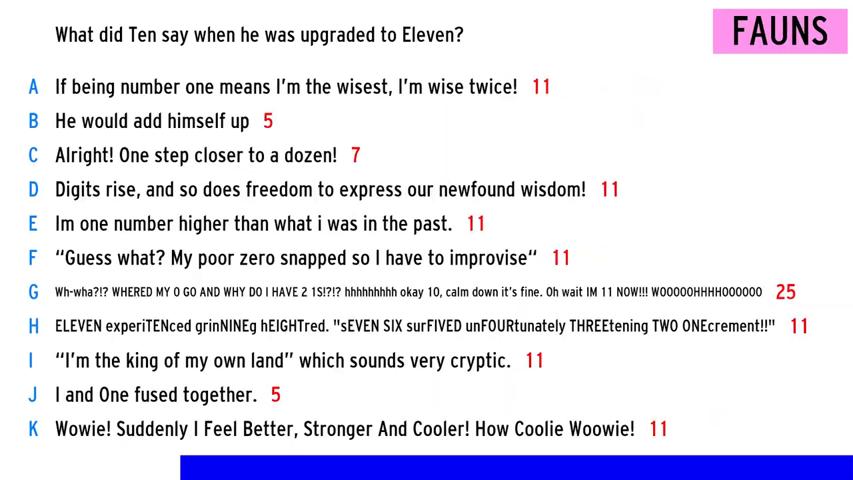 What did Ten say when he was upgraded to Eleven?
FAUNS
A If being number one means I'm the wisest, I'm wise twice! 11
B He would add himself up 5
C Alright! One step closer to a dozen! 7
D Digits rise, and so does freedom to express our newfound wisdom! 11
E Im one number higher than what i was in the past. 11
F “Guess what? My poor zero snapped so I have to improvise“ 11
G Wh-wha?!? WHERED MY 0 GO AND WHY DO I HAVE 2 1S!?!? hhhhhhhhh okay 10, calm down it's fine. Oh wait IM 11 NOW!!! WOOOOOHHHHOOOOOO 25
H ELEVEN experiTENced grinNINEg hEIGHTred. "sEVEN SIX surFIVED unFOURtunately THREEtening TWO ONEcrement!!" 11
I “I'm the king of my own land” which sounds very cryptic. 11
J I and One fused together. 5
K Wowie! Suddenly I Feel Better, Stronger And Cooler! How Coolie Woowie! 11